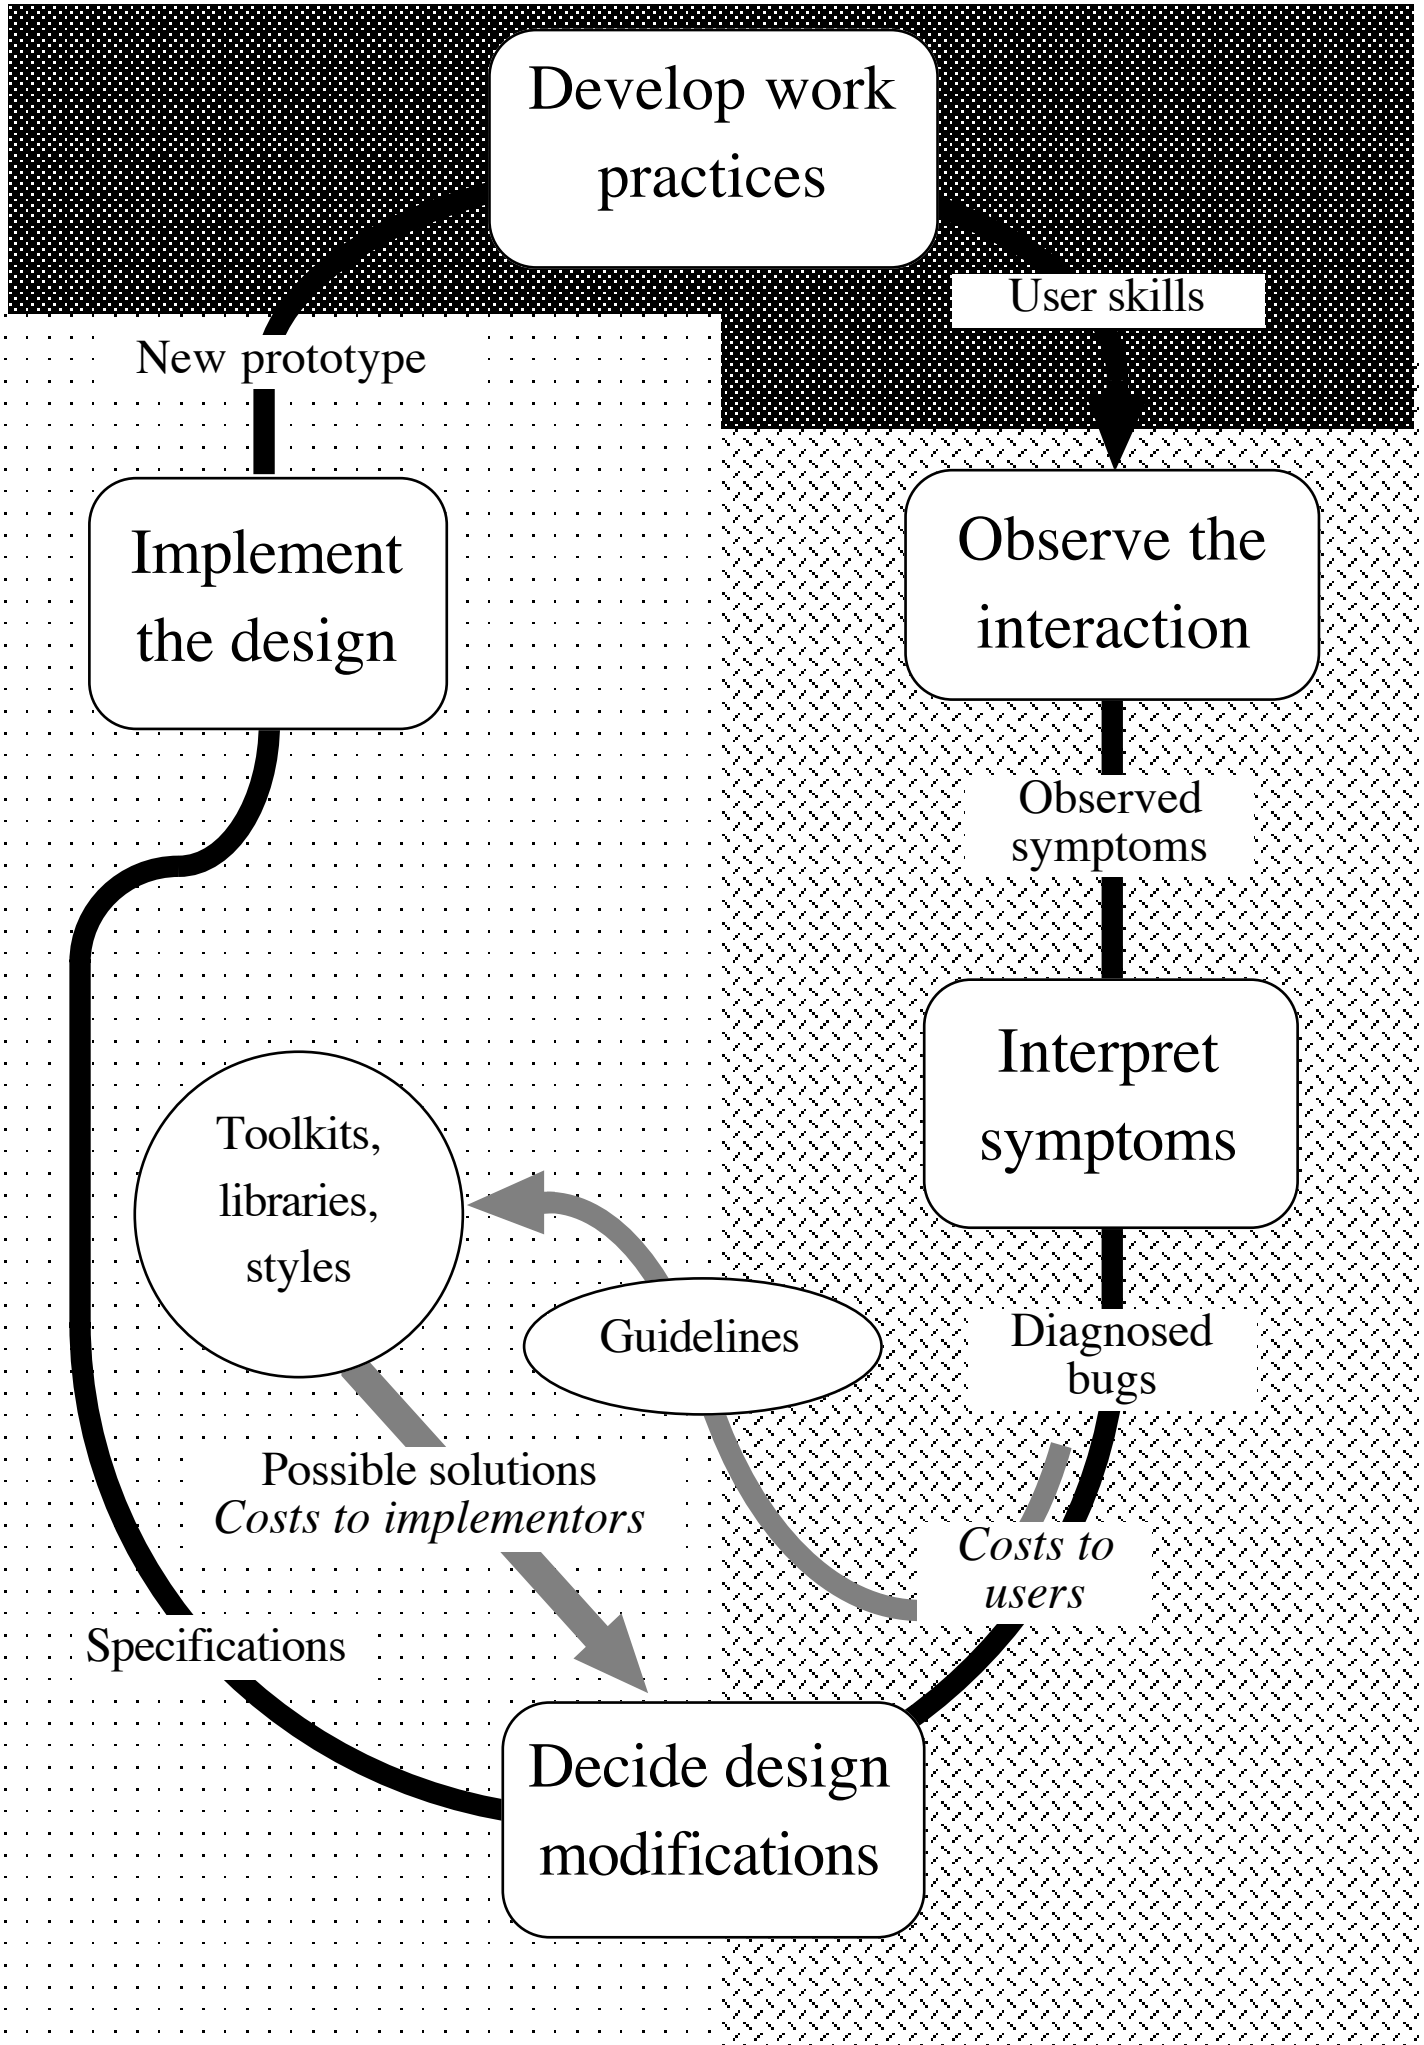 Develop work
practices
User skills
New prototype
Implement
the design
Observe the
interaction
Observed
symptoms
Interpret
symptoms
Toolkits,
libraries,
styles
Guidelines
Diagnosed
bugs
Possible solutions
Costs to implementors
Costs to
users
Specifications
Decide design
modifications